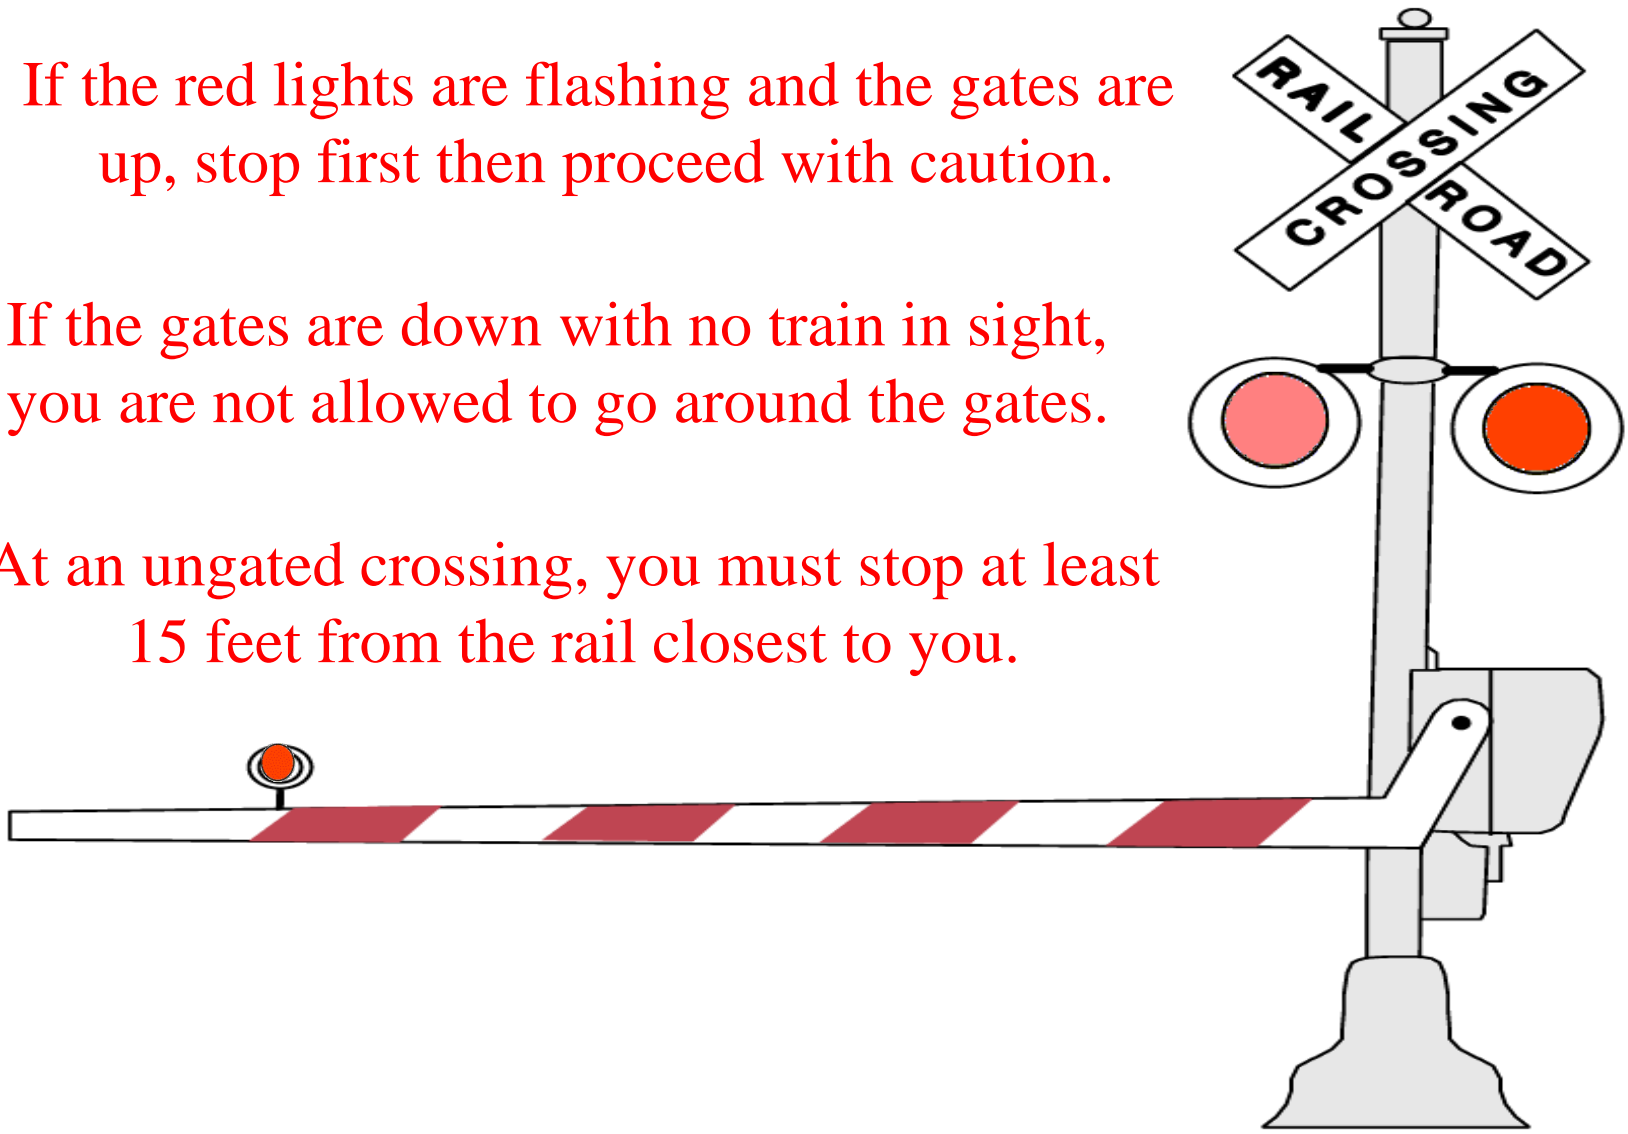 If the red lights are flashing and the gates are
up, stop first then proceed with caution.
If the gates are down with no train in sight,
you are not allowed to go around the gates.
At an ungated crossing, you must stop at least
15 feet from the rail closest to you.
RAIL ROAD
CROSSING